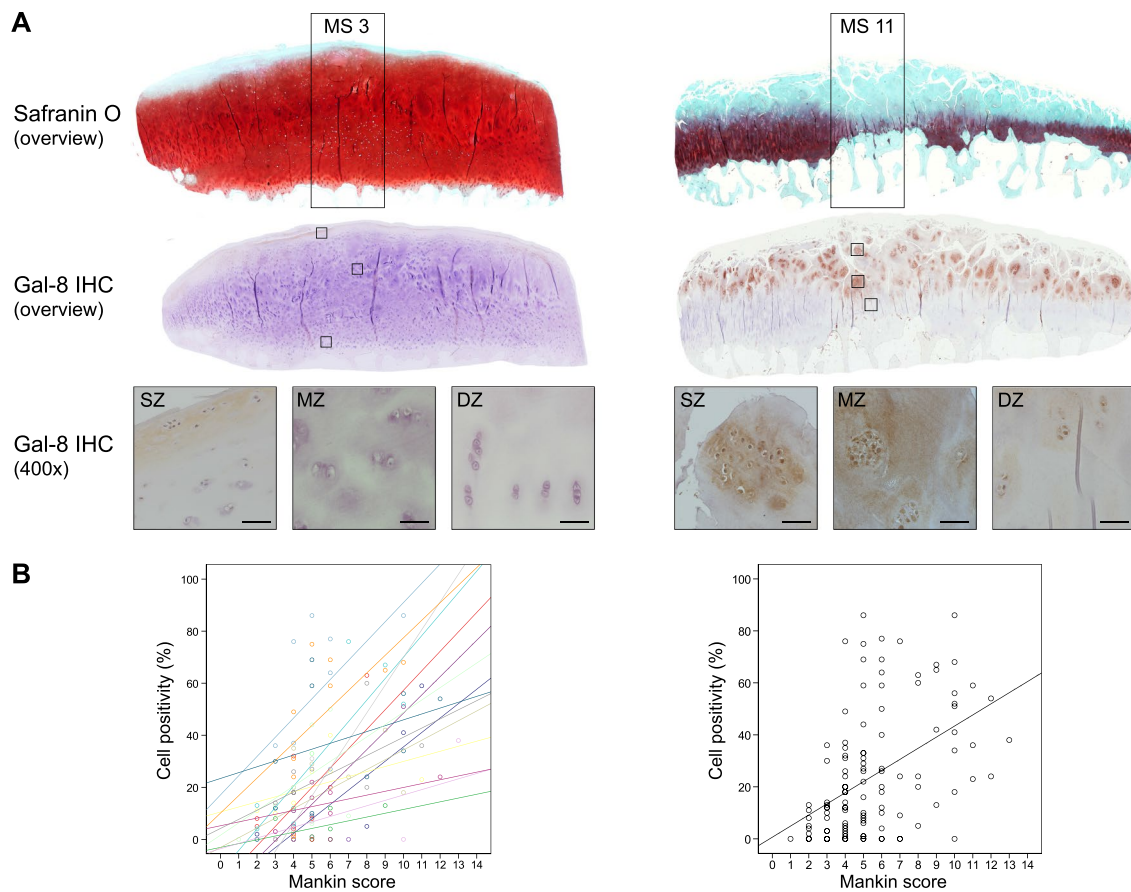 A
MS 3
MS 11
Safranin O
(overview)
Gal-8 IHC
(overview)
Gal-8 IHC
(400x)
SZ
MZ
DZ
SZ
MZ
DZ
B
Cell positivity (%)
100
80
60
40
20
0
0 1 2 3 4 5 6 7 8 9 10 11 12 13 14
Mankin score
Cell positivity (%)
100
80
60
40
20
0
0 1 2 3 4 5 6 7 8 9 10 11 12 13 14
Mankin score